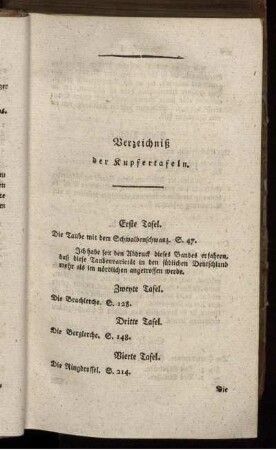 Verzeichniß
der Kupfertafeln.
Erste Tafel.
Die Taube mit dem Schwalbenschwanz. S. 47.
Ich habe seit dem Abdruck dieses Bandes erfahren,
daß diese Taubenvarietät in den südlichen Deutschland
mehr als im nördlichen angetroffen werde.
Zweyte Tafel.
Die Brachlerche. S. 128.
Dritte Tafel.
Die Berglerche. S. 148.
Vierte Tafel.
Die Ringdrossel. S. 214.
Die